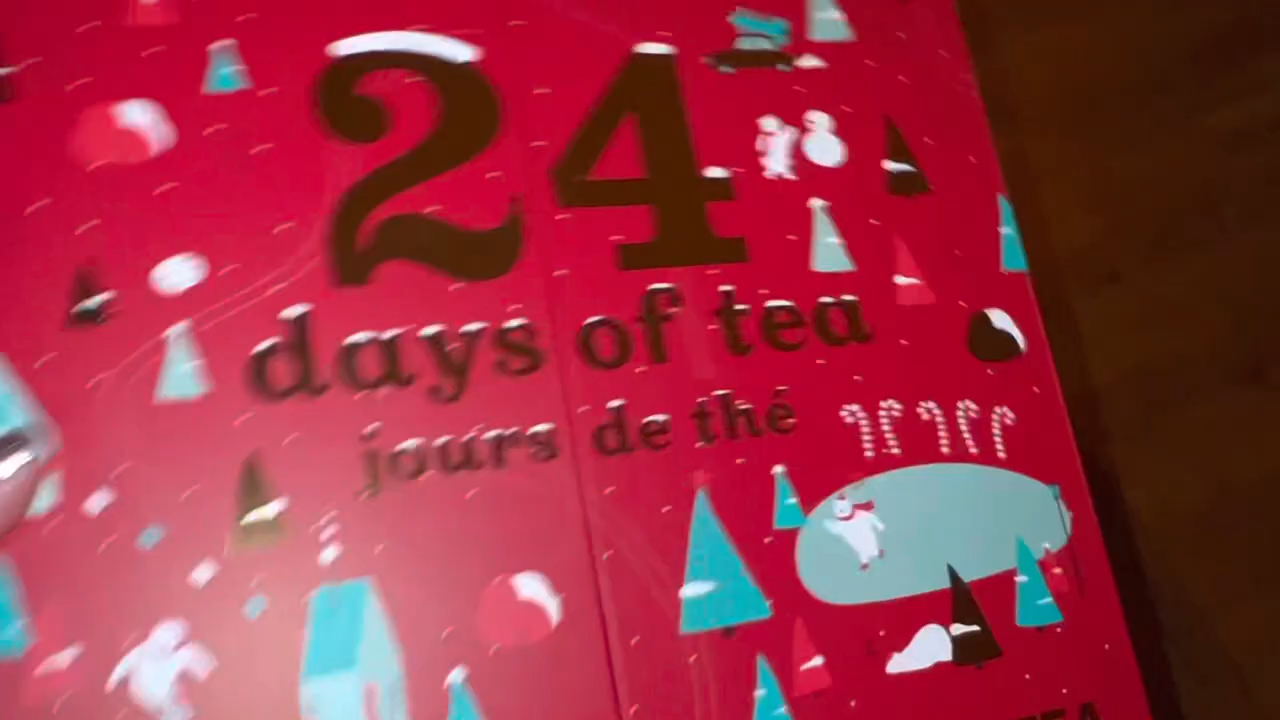 24
days of tea
jours de thé